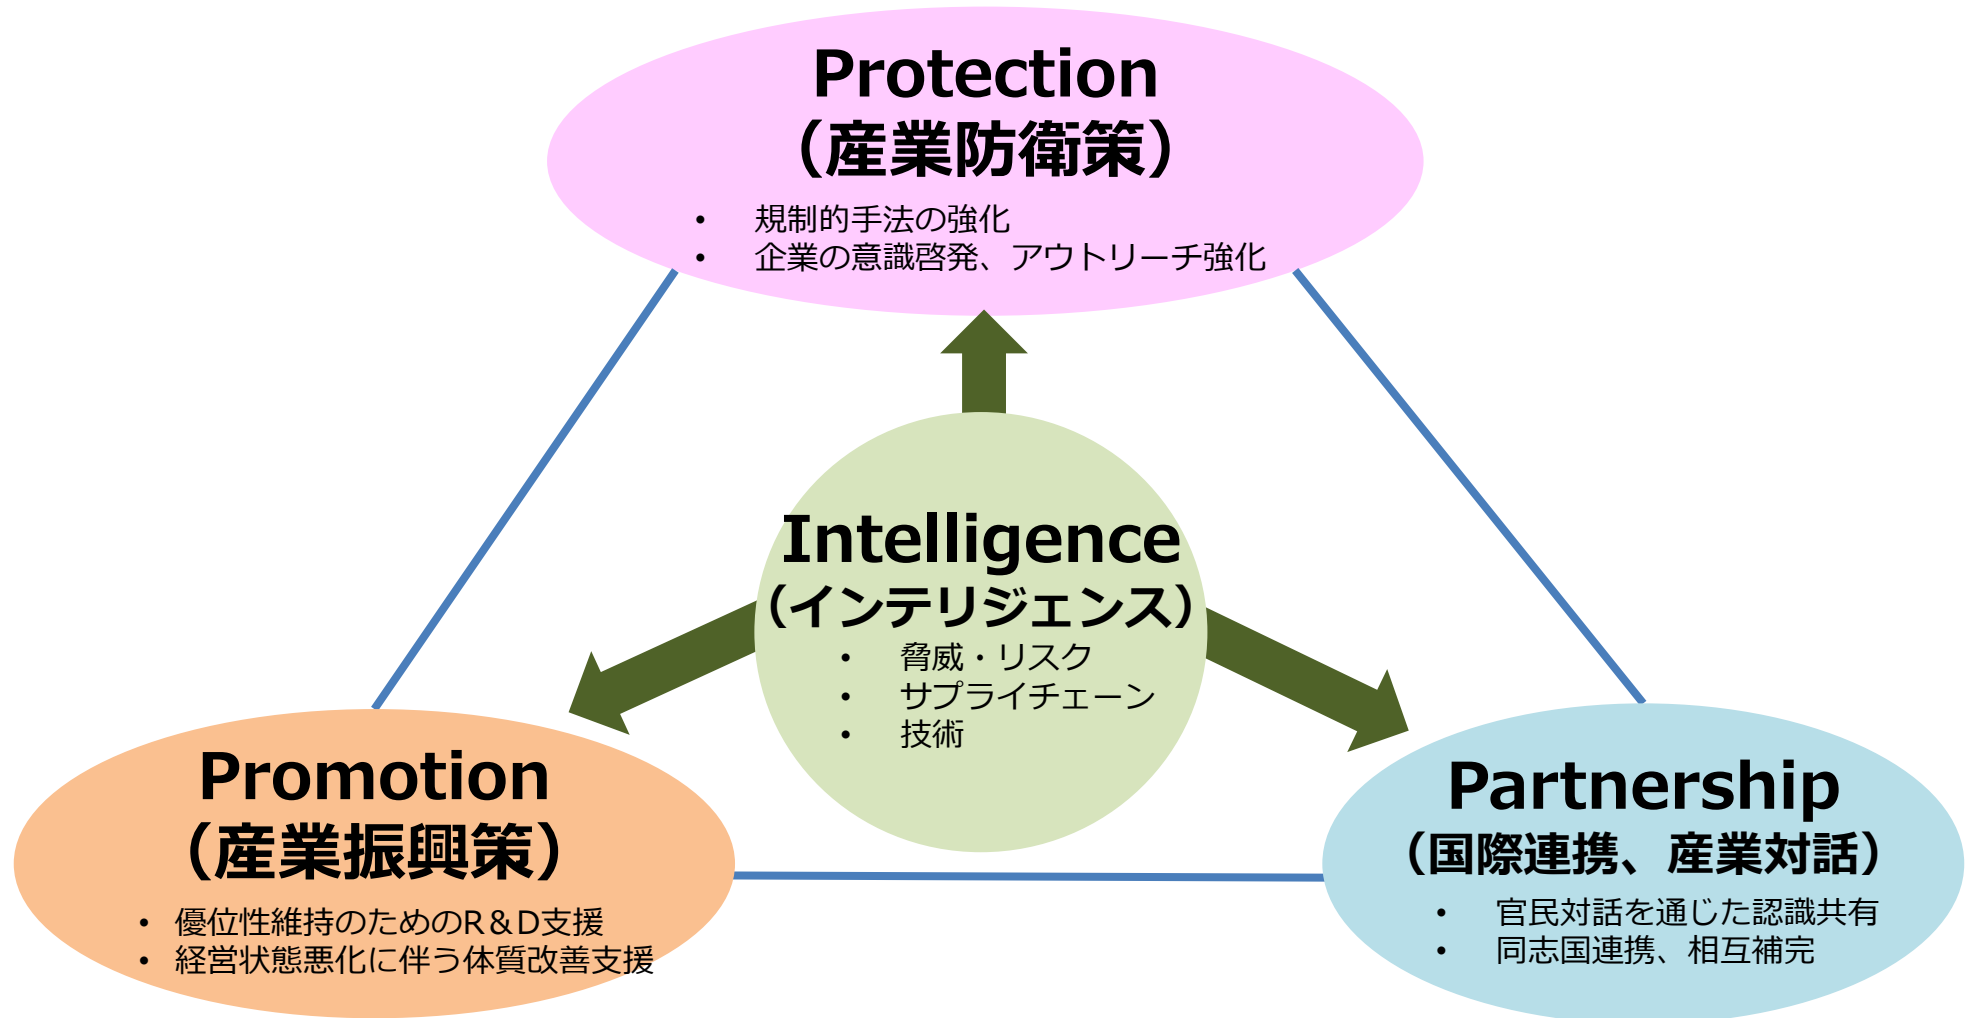 Protection
（産業防衛策）
• 規制的手法の強化
• 企業の意識啓発、アウトリーチ強化
Intelligence
（インテリジェンス）
• 脅威・リスク
• サプライチェーン
• 技術
Promotion
（産業振興策）
• 優位性維持のためのR＆D支援
• 経営状態悪化に伴う体質改善支援
Partnership
（国際連携、産業対話）
• 官民対話を通じた認識共有
• 同志国連携、相互補完